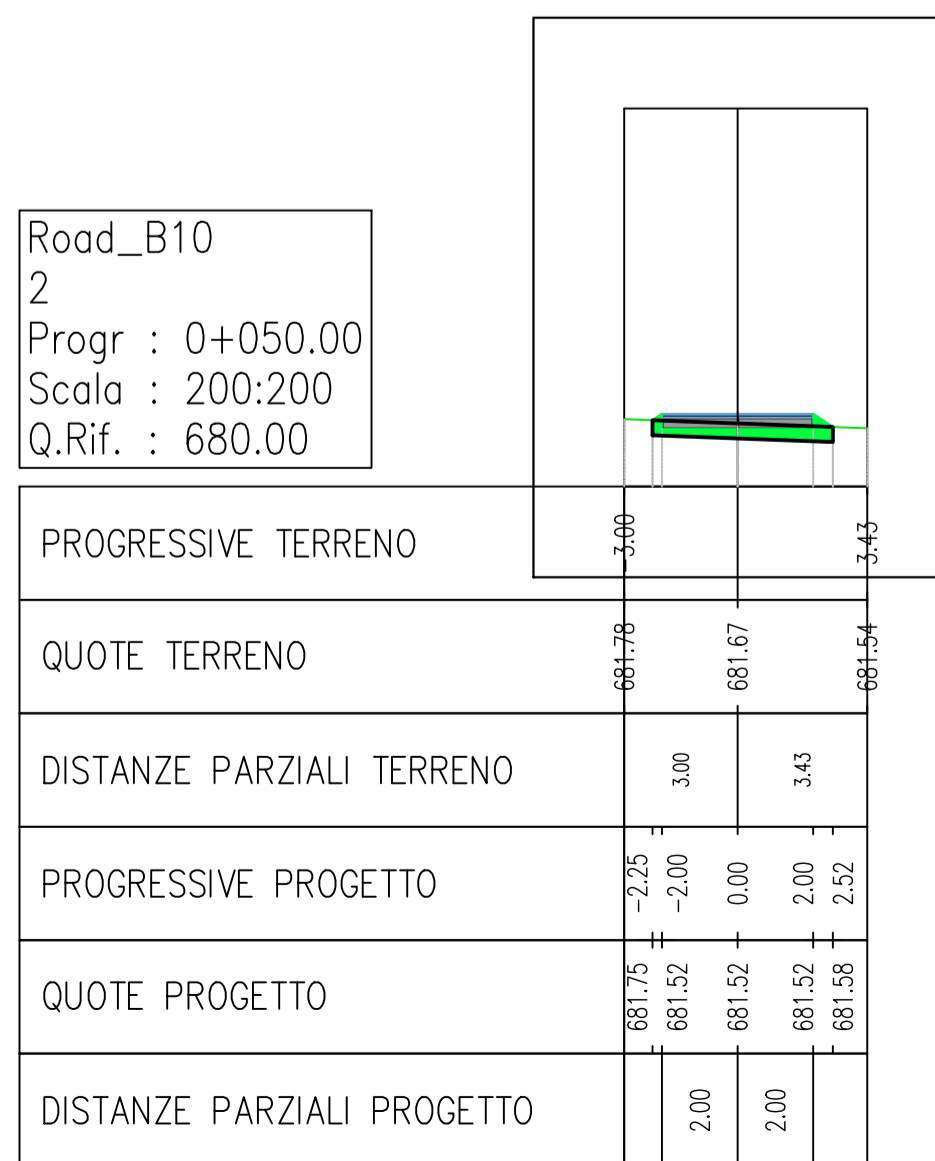 Road_B10
2
Progr : 0+050.00
Scala : 200:200
Q.Rif. : 680.00
PROGRESSIVE TERRENO
-3.00
3.43
QUOTE TERRENO
681.78
681.67
681.54
DISTANZE PARZIALI TERRENO
3.00
3.43
PROGRESSIVE PROGETTO
-2.25
-2.00
0.00
2.00
2.52
QUOTE PROGETTO
681.75
681.52
681.52
681.52
681.58
DISTANZE PARZIALI PROGETTO
2.00
2.00